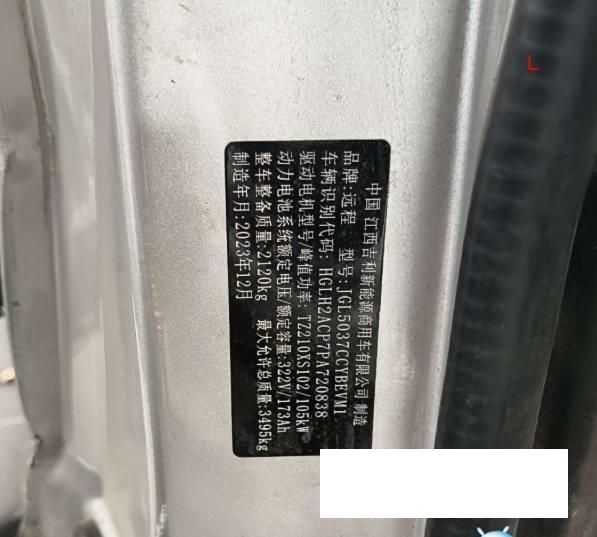 中国 江西吉利新能源商用车有限公司 制造
品牌:远程 型号:JGL5037CCYBEVM1
车辆识别代码:HGLH2ACP7PA720838
驱动电机型号/峰值功率:TZ210XS102/105kW
动力电池系统额定电压/额定容量:322V/173Ah
整车整备质量:2120kg 最大允许总质量:3495kg
制造年月:2023年12月
L